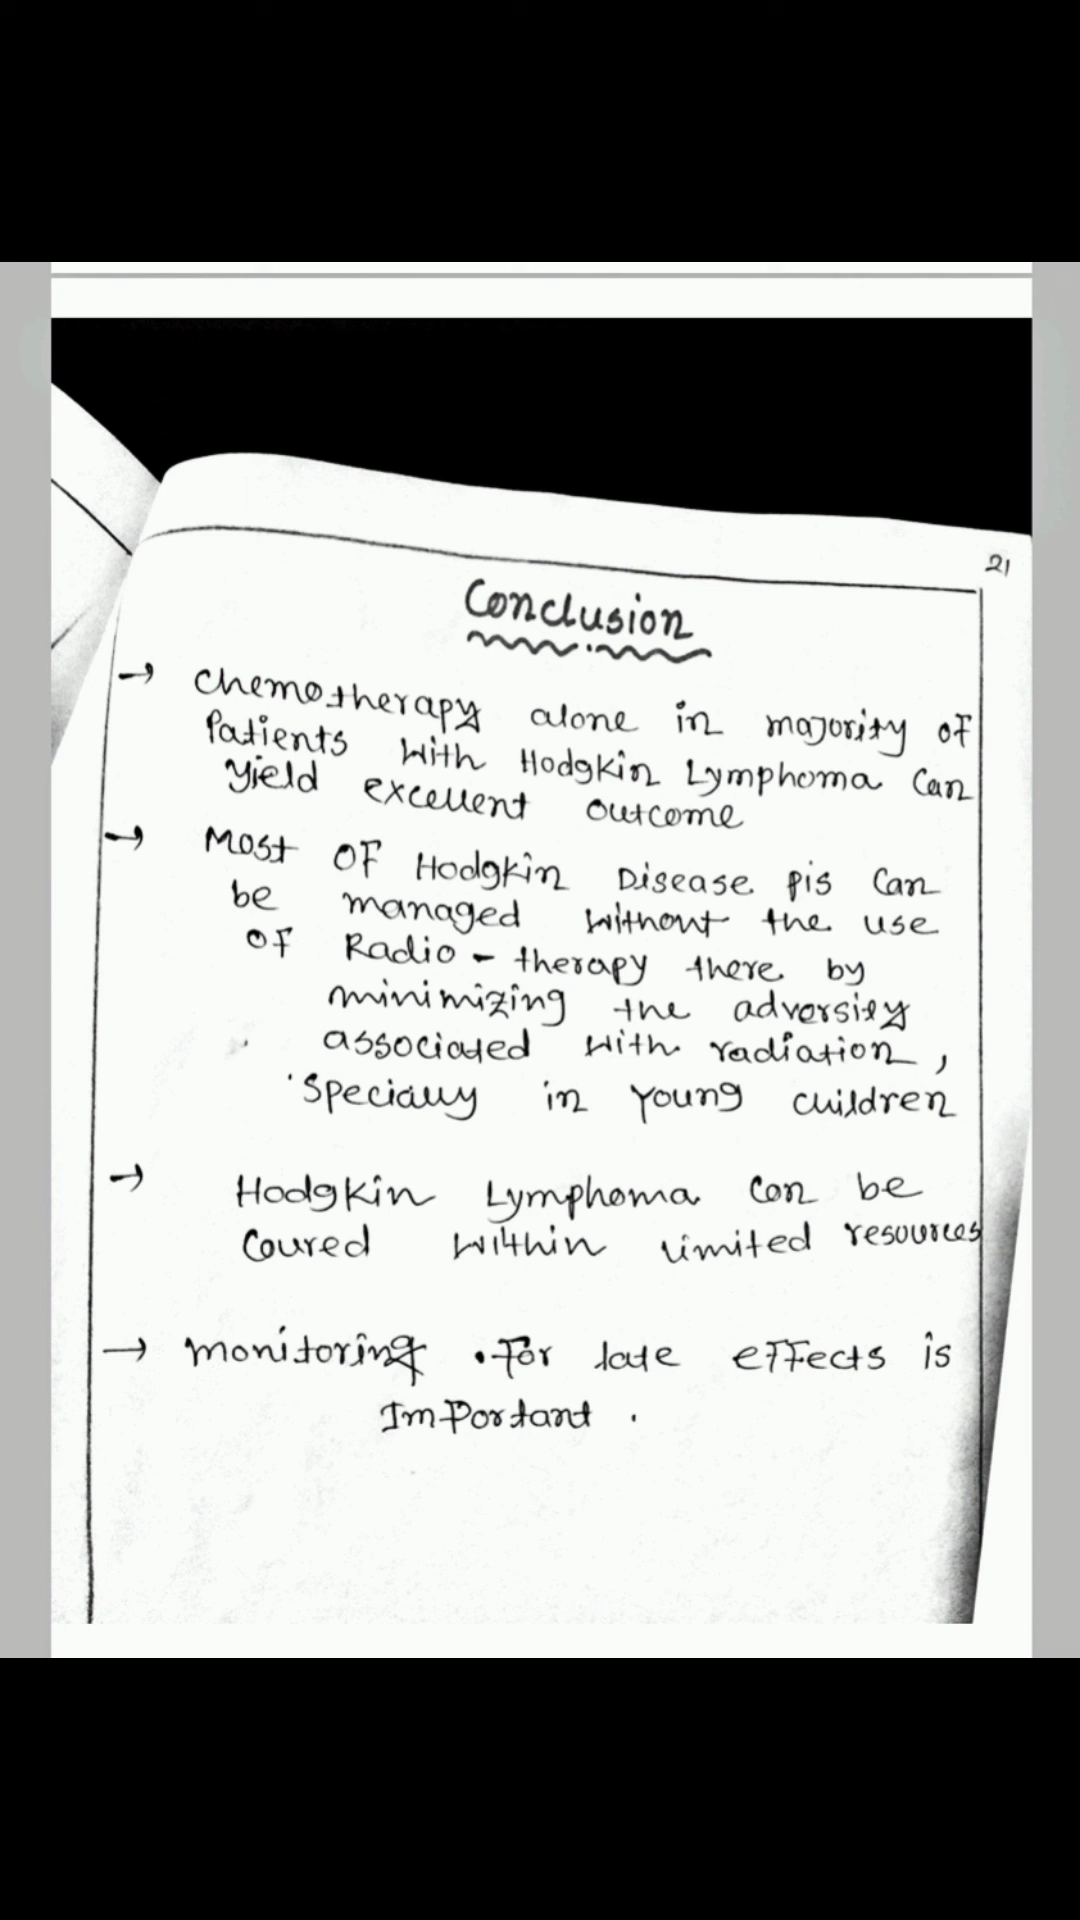 21
Conclusion
→ Chemotherapy alone in majority of
Patients with Hodgkin Lymphoma Can
Yield excellent outcome
→ Most OF Hodgkin Disease pts Can
be managed without the use
OF Radio - therapy there by
minimizing the adversity
associated with radiation,
Specially in Young children
→ Hodgkin Lymphoma Can be
Coured within limited resources
→ monitoring For late effects is
Important.